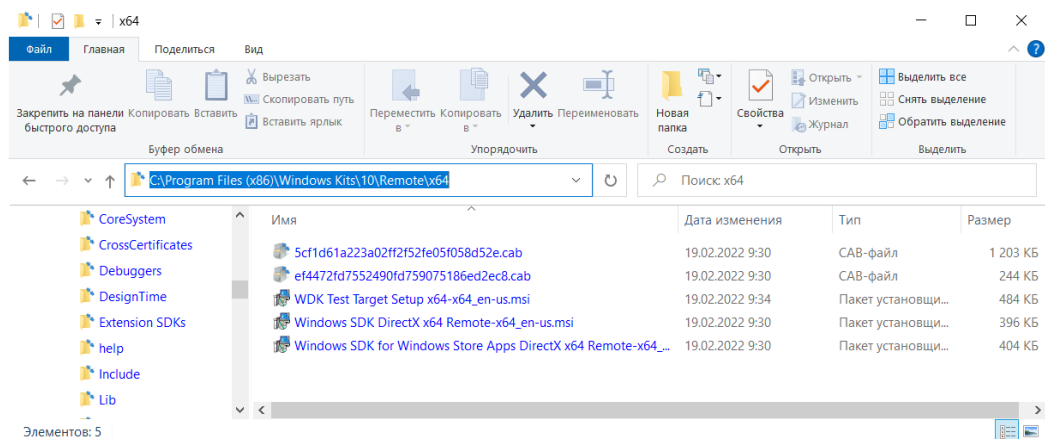 x64
Файл Главная Поделиться Вид
Закрепить на панели быстрого доступа
Копировать
Вставить
Вырезать
Скопировать путь
Вставить ярлык
Буфер обмена
Переместить в
Копировать в
Удалить
Переименовать
Упорядочить
Новая папка
Создать
Свойства
Открыть
Изменить
Журнал
Открыть
Выделить все
Снять выделение
Обратить выделение
Выделить
C:\Program Files (x86)\Windows Kits\10\Remote\x64
Поиск: x64
CoreSystem
CrossCertificates
Debuggers
DesignTime
Extension SDKs
help
Include
Lib
Имя Дата изменения Тип Размер
5cf1d61a223a02ff2f52fe05f058d52e.cab 19.02.2022 9:30 CAB-файл 1 203 КБ
ef4472fd7552490fd759075186ed2ec8.cab 19.02.2022 9:30 CAB-файл 244 КБ
WDK Test Target Setup x64-x64_en-us.msi 19.02.2022 9:34 Пакет установщи... 484 КБ
Windows SDK DirectX x64 Remote-x64_en-us.msi 19.02.2022 9:30 Пакет установщи... 396 КБ
Windows SDK for Windows Store Apps DirectX x64 Remote-x64_... 19.02.2022 9:30 Пакет установщи... 404 КБ
Элементов: 5